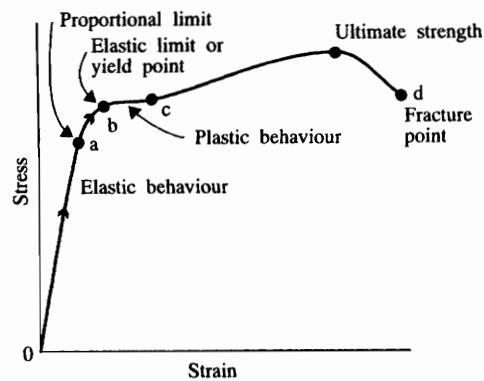 Proportional limit
Elastic limit or
yield point
Ultimate strength
a
b
c
d
Fracture
point
Plastic behaviour
Elastic behaviour
Stress
0
Strain